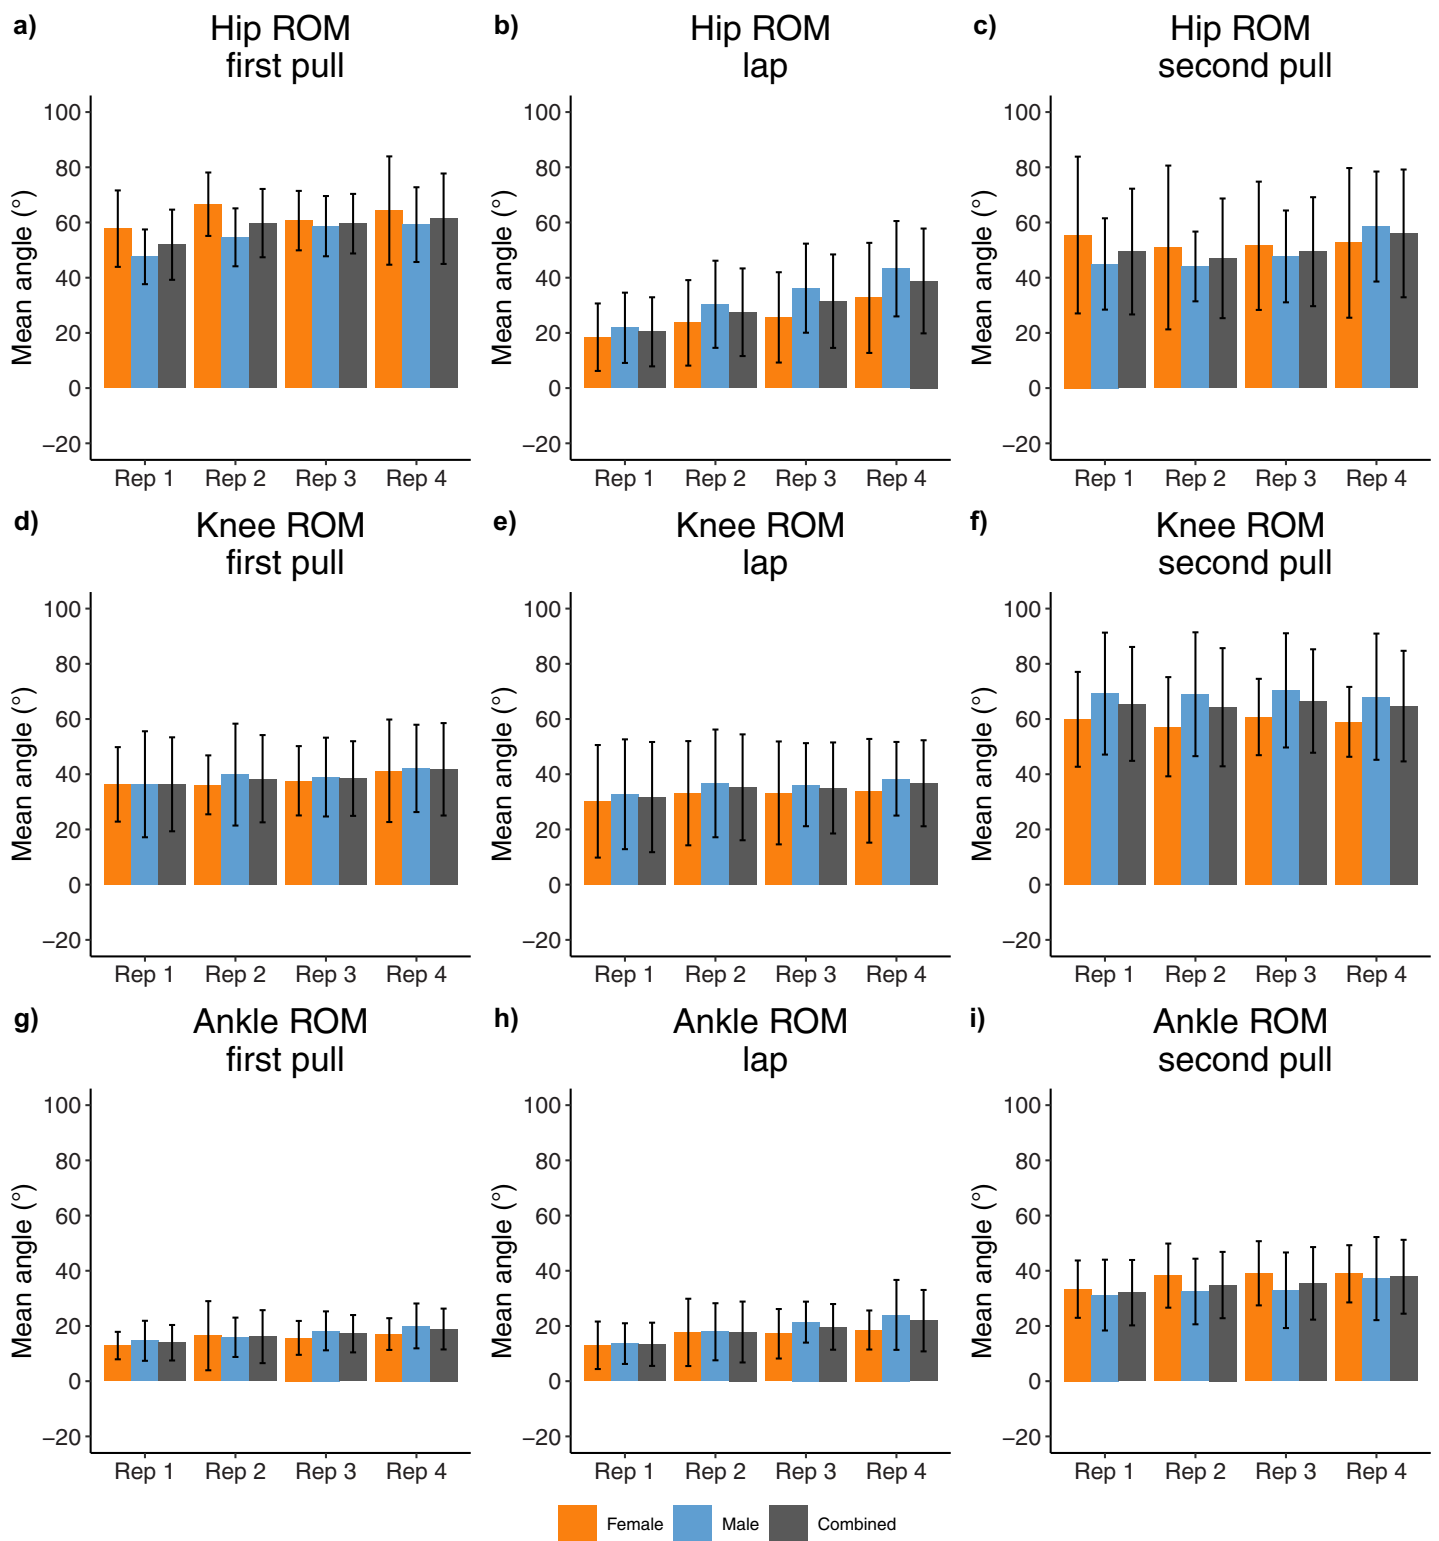 a)
Hip ROM
first pull
Mean angle (°)
100
80
60
40
20
0
−20
Rep 1 Rep 2 Rep 3 Rep 4
b)
Hip ROM
lap
Mean angle (°)
100
80
60
40
20
0
−20
Rep 1 Rep 2 Rep 3 Rep 4
c)
Hip ROM
second pull
Mean angle (°)
100
80
60
40
20
0
−20
Rep 1 Rep 2 Rep 3 Rep 4
d)
Knee ROM
first pull
Mean angle (°)
100
80
60
40
20
0
−20
Rep 1 Rep 2 Rep 3 Rep 4
e)
Knee ROM
lap
Mean angle (°)
100
80
60
40
20
0
−20
Rep 1 Rep 2 Rep 3 Rep 4
f)
Knee ROM
second pull
Mean angle (°)
100
80
60
40
20
0
−20
Rep 1 Rep 2 Rep 3 Rep 4
g)
Ankle ROM
first pull
Mean angle (°)
100
80
60
40
20
0
−20
Rep 1 Rep 2 Rep 3 Rep 4
h)
Ankle ROM
lap
Mean angle (°)
100
80
60
40
20
0
−20
Rep 1 Rep 2 Rep 3 Rep 4
i)
Ankle ROM
second pull
Mean angle (°)
100
80
60
40
20
0
−20
Rep 1 Rep 2 Rep 3 Rep 4
Female Male Combined